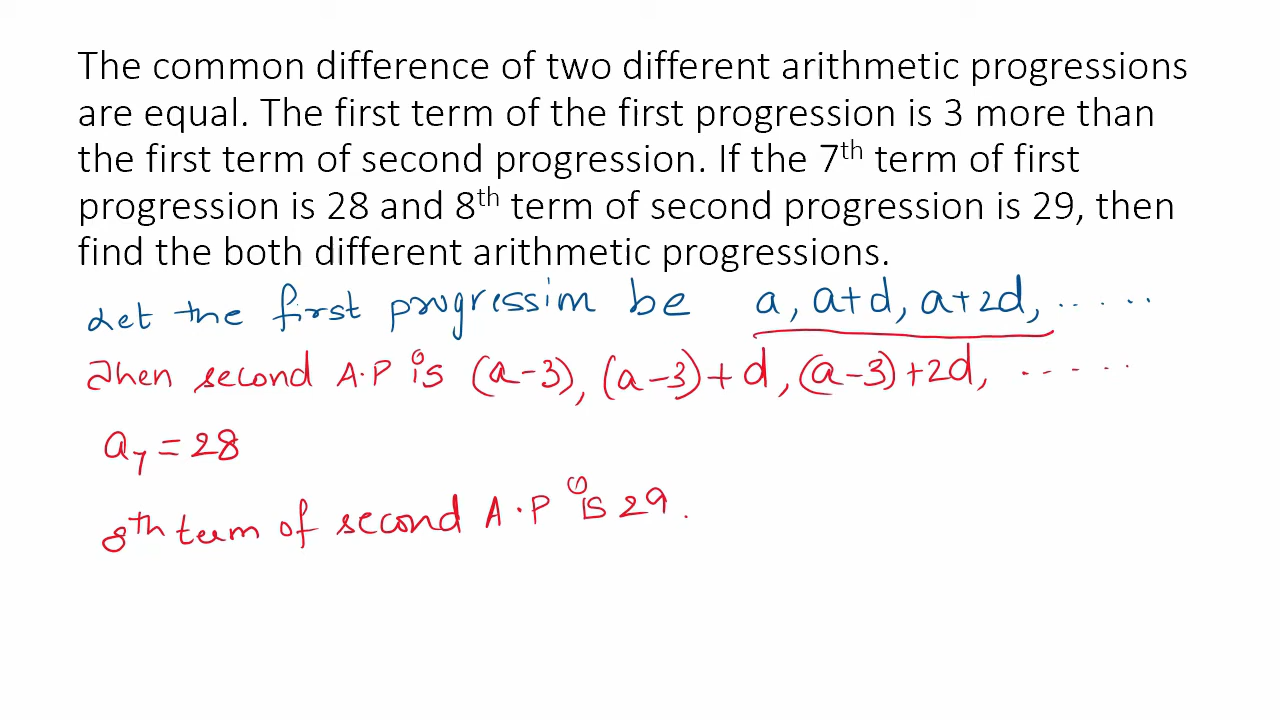 The common difference of two different arithmetic progressions
are equal. The first term of the first progression is 3 more than
the first term of second progression. If the 7th term of first
progression is 28 and 8th term of second progression is 29, then
find the both different arithmetic progressions.
Let the first progressim be a, a+d, a+2d, ......
Then second A.P is (a-3), (a-3)+d, (a-3)+2d, ......
a₇ = 28
8th term of second A.P is 29.